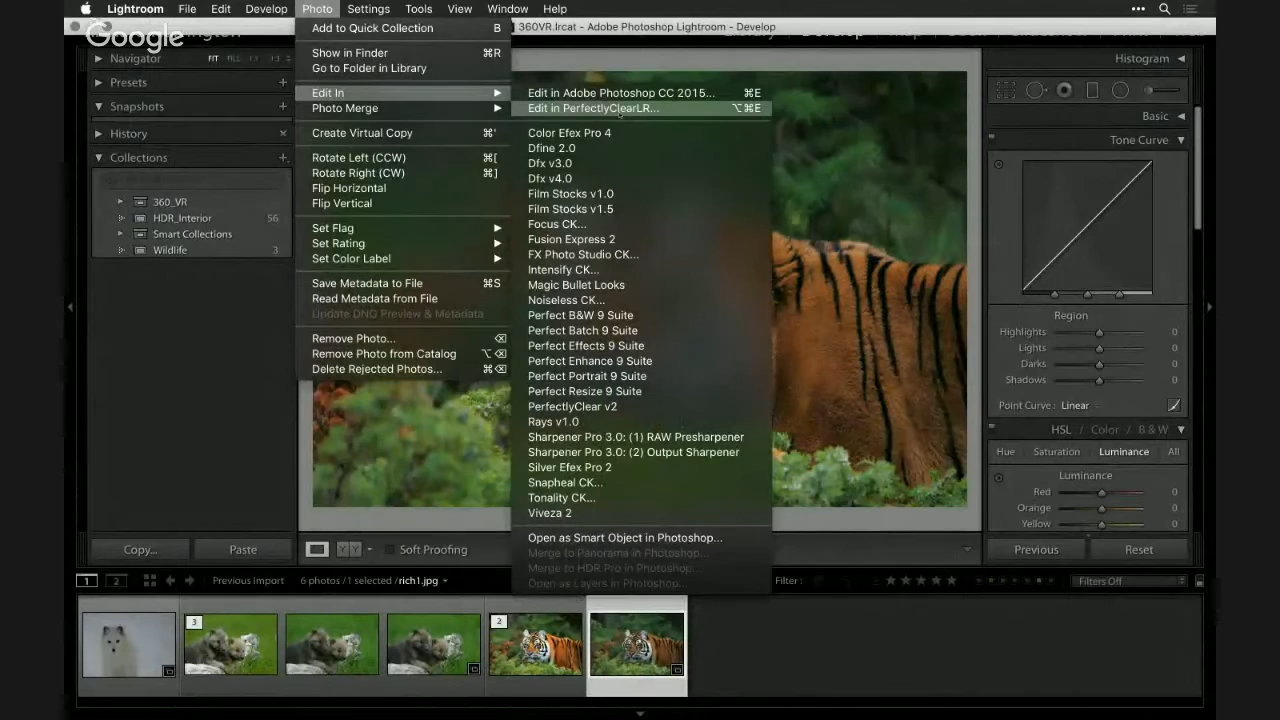 Lightroom File Edit Develop Photo Settings Tools View Window Help
Google
360VR.lrcat - Adobe Photoshop Lightroom - Develop
Navigator FIT FILL 1:1
Presets
Snapshots
History
Collections
360_VR
HDR_Interior 56
Smart Collections
Wildlife 3
Copy...
Paste
Add to Quick Collection B
Show in Finder ⌘R
Go to Folder in Library
Edit In
Photo Merge
Create Virtual Copy ⌘'
Rotate Left (CCW) ⌘[
Rotate Right (CW) ⌘]
Flip Horizontal
Flip Vertical
Set Flag
Set Rating
Set Color Label
Save Metadata to File ⌘S
Read Metadata from File
Update DNG Preview & Metadata
Remove Photo... ⌫
Remove Photo from Catalog ⌥⌫
Delete Rejected Photos... ⌘⌫
Edit in Adobe Photoshop CC 2015... ⌘E
Edit in PerfectlyClearLR... ⌥⌘E
Color Efex Pro 4
Dfine 2.0
Dfx v3.0
Dfx v4.0
Film Stocks v1.0
Film Stocks v1.5
Focus CK...
Fusion Express 2
FX Photo Studio CK...
Intensify CK...
Magic Bullet Looks
Noiseless CK...
Perfect B&W 9 Suite
Perfect Batch 9 Suite
Perfect Effects 9 Suite
Perfect Enhance 9 Suite
Perfect Portrait 9 Suite
Perfect Resize 9 Suite
PerfectlyClear v2
Rays v1.0
Sharpener Pro 3.0: (1) RAW Presharpener
Sharpener Pro 3.0: (2) Output Sharpener
Silver Efex Pro 2
Snapheal CK...
Tonality CK...
Viveza 2
Open as Smart Object in Photoshop...
Merge to Panorama in Photoshop...
Merge to HDR Pro in Photoshop...
Open as Layers in Photoshop...
Histogram
Basic
Tone Curve
Region
Highlights 0
Lights 0
Darks 0
Shadows 0
Point Curve : Linear
HSL / Color / B & W
Hue Saturation Luminance All
Luminance
Red 0
Orange 0
Yellow 0
Previous
Reset
Y Y
Soft Proofing
1 2 Previous Import 6 photos / 1 selected / rich1.jpg Filter : Filters Off
3
2